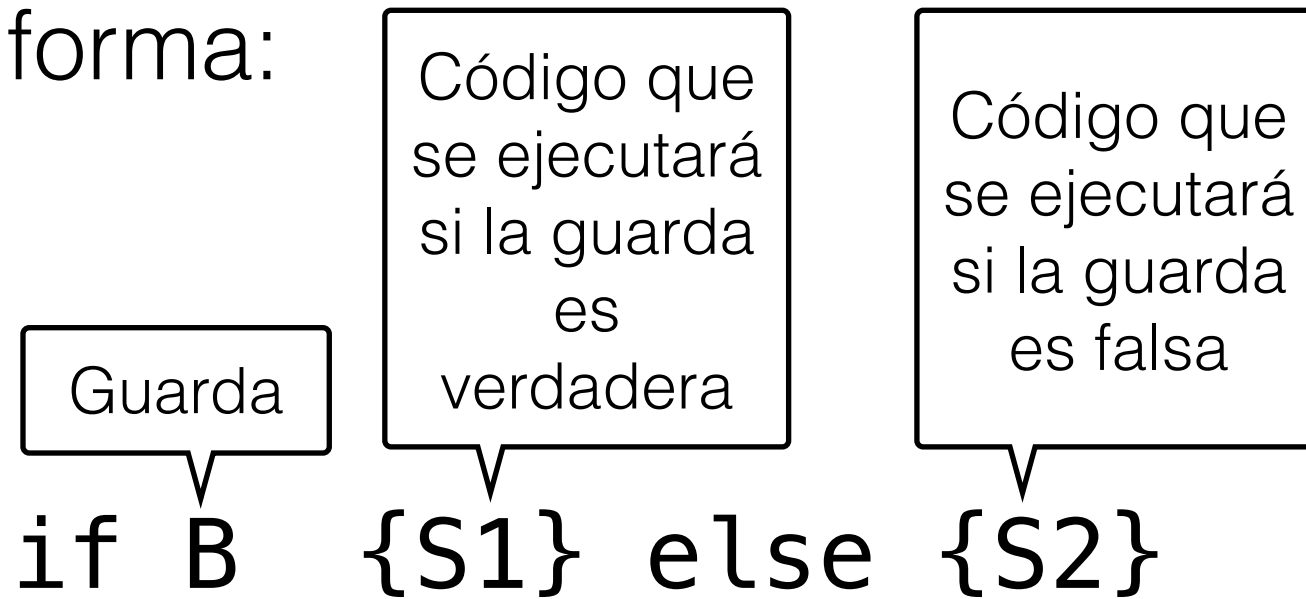 forma:
Código que
se ejecutará
si la guarda
es
verdadera
Código que
se ejecutará
si la guarda
es falsa
Guarda
if B {S1} else {S2}